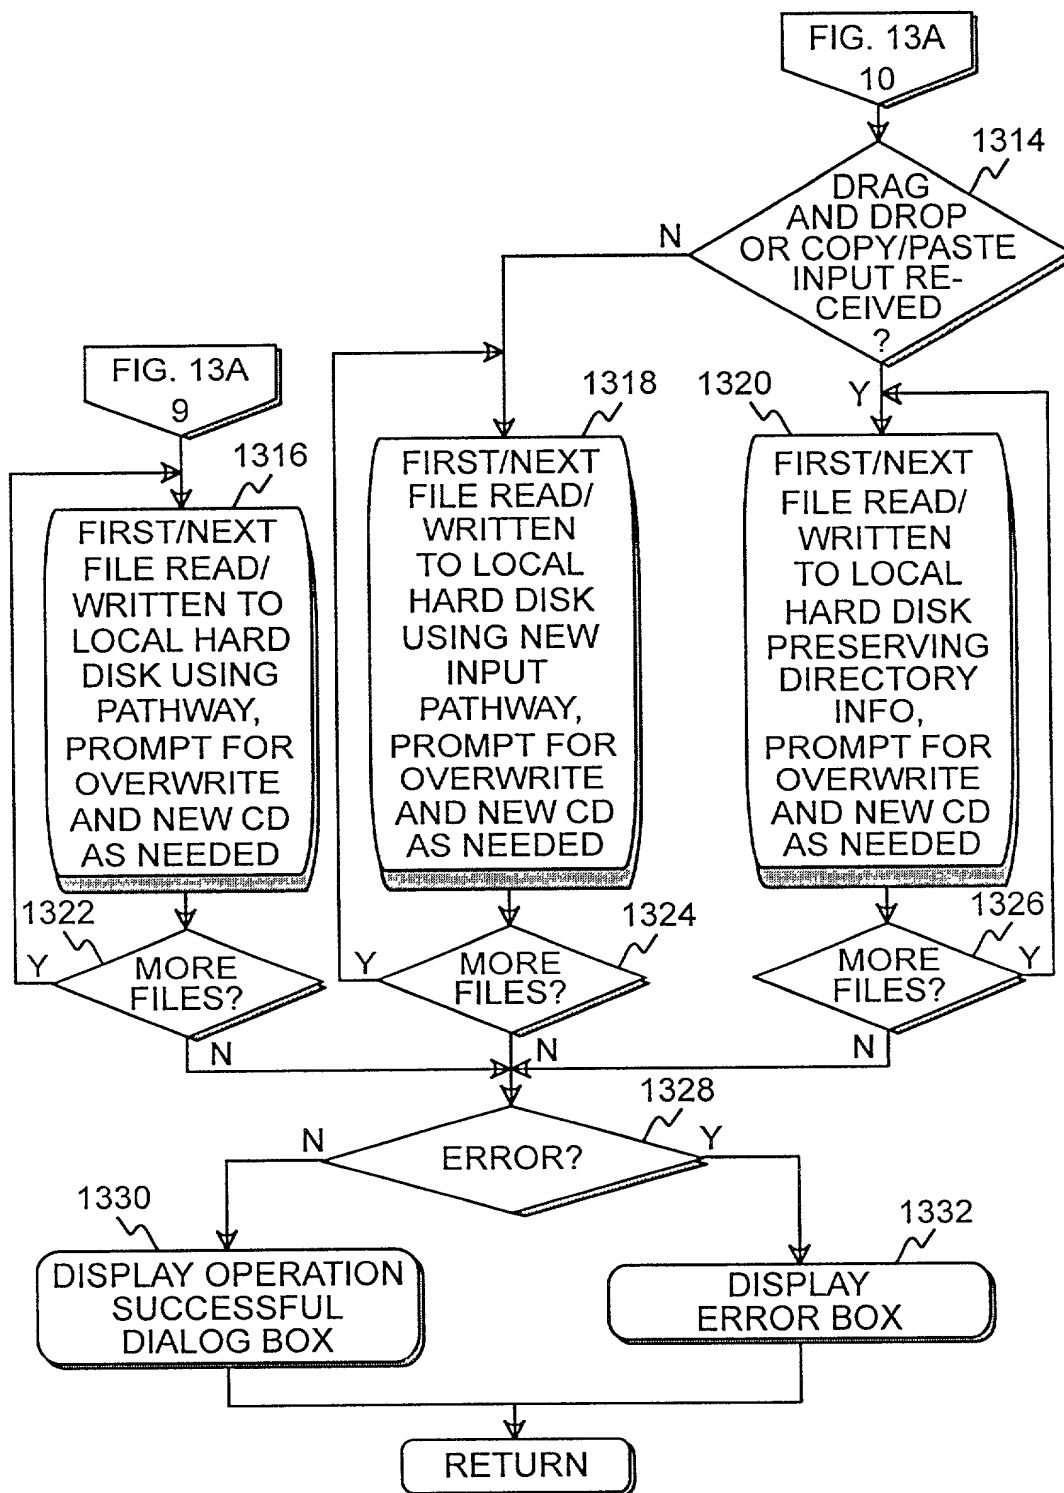 FIG. 13A
10
1314
DRAG
AND DROP
OR COPY/PASTE
INPUT RE-
CEIVED
?
N
Y
FIG. 13A
9
1316
FIRST/NEXT
FILE READ/
WRITTEN TO
LOCAL HARD
DISK USING
PATHWAY,
PROMPT FOR
OVERWRITE
AND NEW CD
AS NEEDED
1318
FIRST/NEXT
FILE READ/
WRITTEN
TO LOCAL
HARD DISK
USING NEW
INPUT
PATHWAY,
PROMPT FOR
OVERWRITE
AND NEW CD
AS NEEDED
1320
FIRST/NEXT
FILE READ/
WRITTEN
TO LOCAL
HARD DISK
PRESERVING
DIRECTORY
INFO,
PROMPT FOR
OVERWRITE
AND NEW CD
AS NEEDED
1322
Y
MORE
FILES?
N
1324
Y
MORE
FILES?
N
1326
Y
MORE
FILES?
N
1328
N
ERROR?
Y
1330
DISPLAY OPERATION
SUCCESSFUL
DIALOG BOX
1332
DISPLAY
ERROR BOX
RETURN